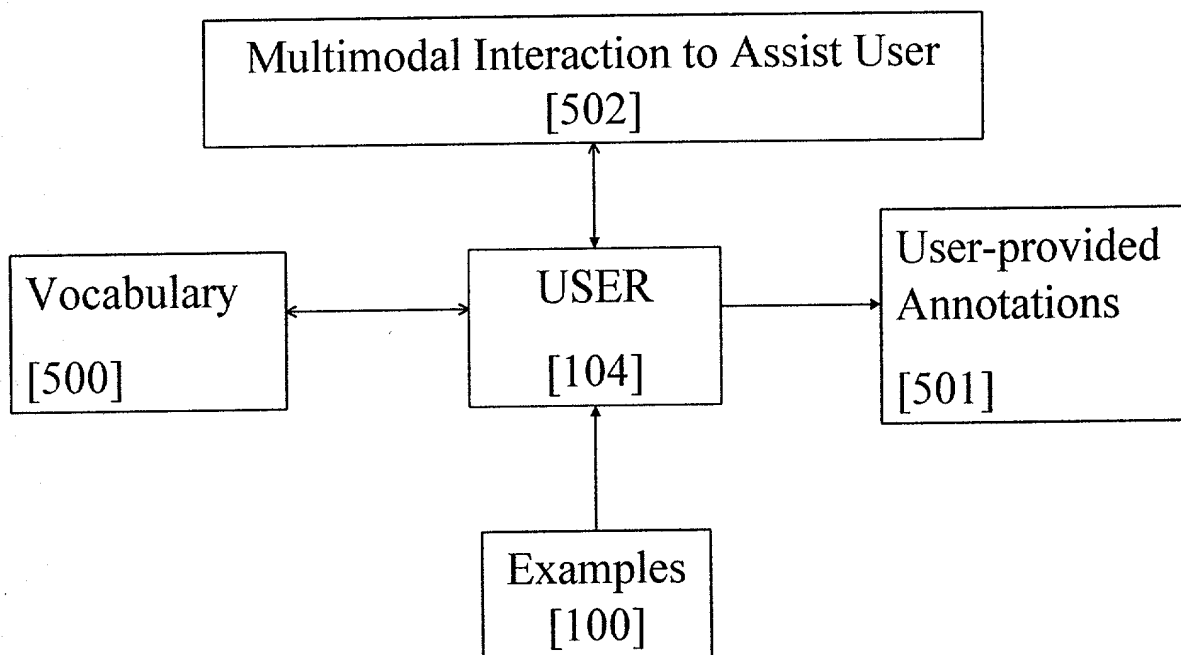 Multimodal Interaction to Assist User
[502]
Vocabulary
[500]
USER
[104]
User-provided
Annotations
[501]
Examples
[100]